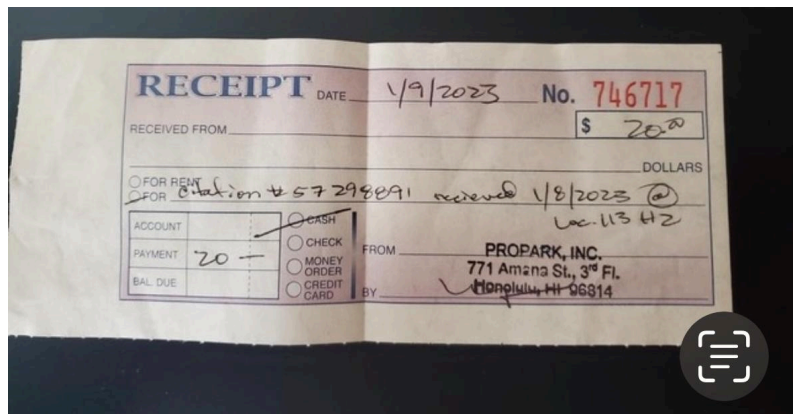 RECEIPT DATE 1/9/2023 No. 746717
RECEIVED FROM $ 20.00
DOLLARS
FOR RENT
FOR citation # 57298891 recieved 1/8/2023 @
Loc. 113 HZ
ACCOUNT CASH
CHECK
PAYMENT 20 — MONEY ORDER
BAL. DUE CREDIT CARD
FROM PROPARK, INC.
771 Amana St., 3rd Fl.
BY Honolulu, HI 96814